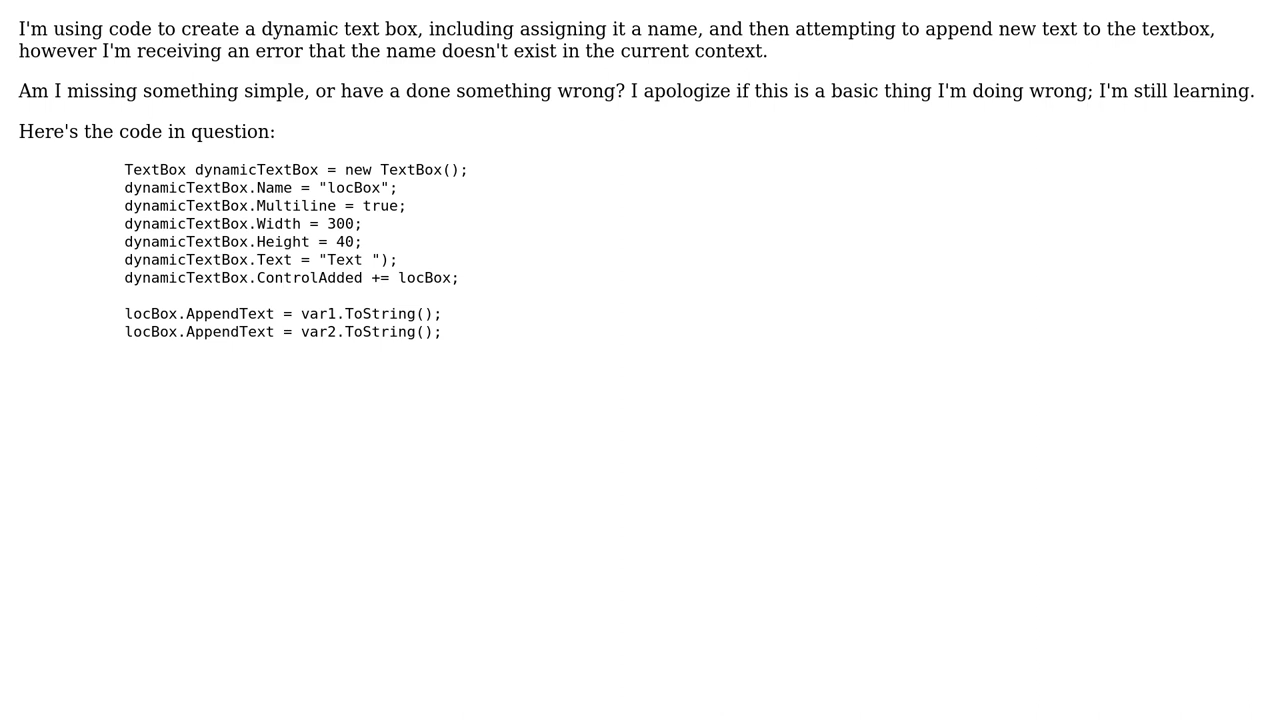 I'm using code to create a dynamic text box, including assigning it a name, and then attempting to append new text to the textbox,
however I'm receiving an error that the name doesn't exist in the current context.
Am I missing something simple, or have a done something wrong? I apologize if this is a basic thing I'm doing wrong; I'm still learning.
Here's the code in question:
TextBox dynamicTextBox = new TextBox();
dynamicTextBox.Name = "locBox";
dynamicTextBox.Multiline = true;
dynamicTextBox.Width = 300;
dynamicTextBox.Height = 40;
dynamicTextBox.Text = "Text ");
dynamicTextBox.ControlAdded += locBox;
locBox.AppendText = var1.ToString();
locBox.AppendText = var2.ToString();